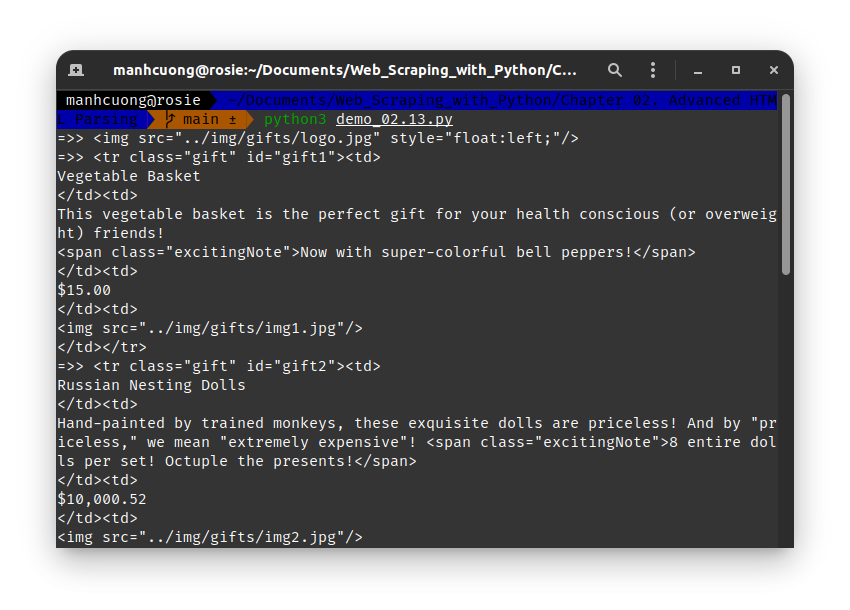 manhcuong@rosie:~/Documents/Web_Scraping_with_Python/C...
manhcuong@rosie ~/Documents/Web_Scraping_with_Python/Chapter 02. Advanced HTM
L Parsing main ± python3 demo_02.13.py
=>> <img src="../img/gifts/logo.jpg" style="float:left;"/>
=>> <tr class="gift" id="gift1"><td>
Vegetable Basket
</td><td>
This vegetable basket is the perfect gift for your health conscious (or overweig
ht) friends!
<span class="excitingNote">Now with super-colorful bell peppers!</span>
</td><td>
$15.00
</td><td>
<img src="../img/gifts/img1.jpg"/>
</td></tr>
=>> <tr class="gift" id="gift2"><td>
Russian Nesting Dolls
</td><td>
Hand-painted by trained monkeys, these exquisite dolls are priceless! And by "pr
iceless," we mean "extremely expensive"! <span class="excitingNote">8 entire dol
ls per set! Octuple the presents!</span>
</td><td>
$10,000.52
</td><td>
<img src="../img/gifts/img2.jpg"/>